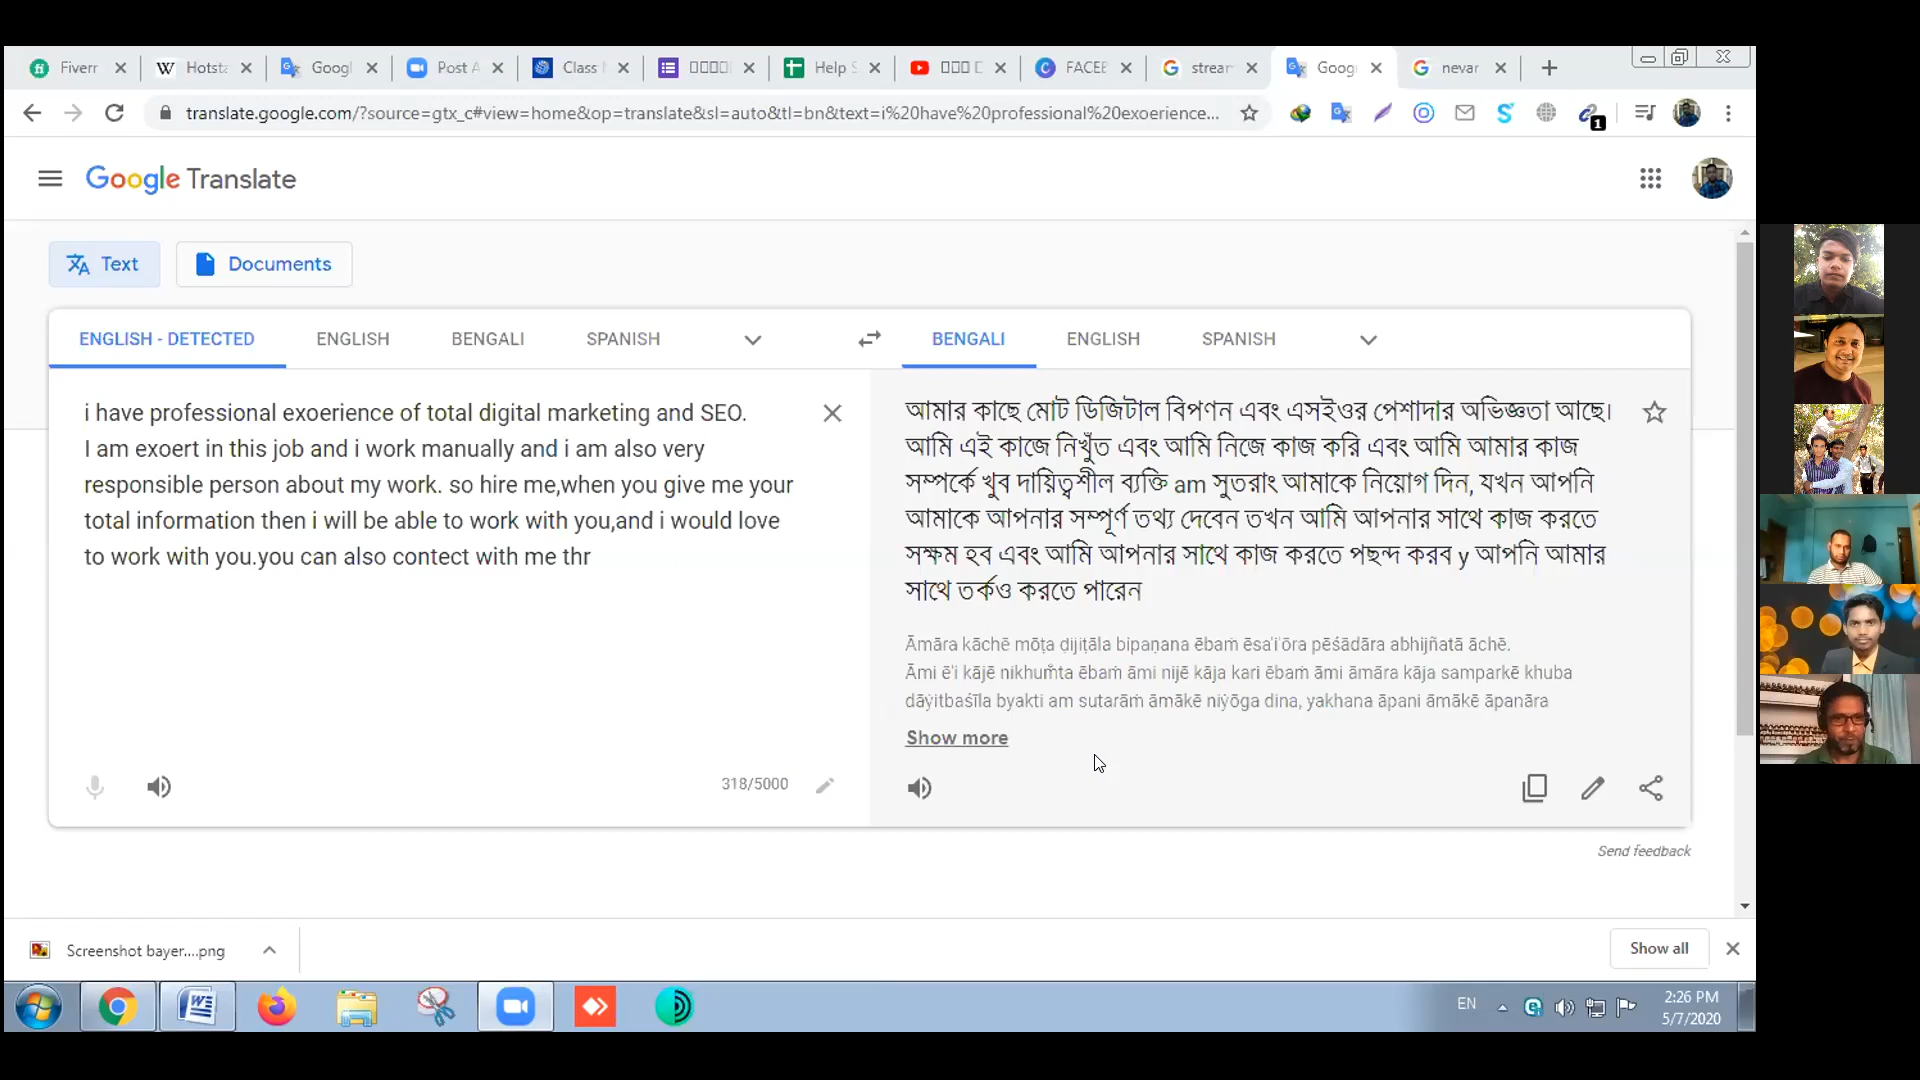 Fiverr
Hotsta
Googl
Post A
Class
Help S
FACEE
strear
Goog
nevar
translate.google.com/?source=gtx_c#view=home&op=translate&sl=auto&tl=bn&text=i%20have%20professional%20exoerience...
1
Google Translate
Text
Documents
ENGLISH - DETECTED ENGLISH BENGALI SPANISH
BENGALI ENGLISH SPANISH
i have professional exoerience of total digital marketing and SEO.
I am exoert in this job and i work manually and i am also very
responsible person about my work. so hire me,when you give me your
total information then i will be able to work with you,and i would love
to work with you.you can also contect with me thr
318/5000
আমার কাছে মোট ডিজিটাল বিপণন এবং এসইওর পেশাদার অভিজ্ঞতা আছে।
আমি এই কাজে নিখুঁত এবং আমি নিজে কাজ করি এবং আমি আমার কাজ
সম্পর্কে খুব দায়িত্বশীল ব্যক্তি am সুতরাং আমাকে নিয়োগ দিন, যখন আপনি
আমাকে আপনার সম্পূর্ণ তথ্য দেবেন তখন আমি আপনার সাথে কাজ করতে
সক্ষম হব এবং আমি আপনার সাথে কাজ করতে পছন্দ করব y আপনি আমার
সাথে তর্কও করতে পারেন
Āmāra kāchē mōṭa ḍijiṭāla bipaṇana ēbaṁ ēsa'i'ōra pēśādāra abhijñatā āchē.
Āmi ē'i kājē nikhum̐ta ēbaṁ āmi nijē kāja kari ēbaṁ āmi āmāra kāja samparkē khuba
dāẏitbaśīla byakti am sutarāṁ āmākē niẏōga dina, yakhana āpani āmākē āpanāra
Show more
Send feedback
Screenshot bayer....png
Show all
EN
2:26 PM
5/7/2020